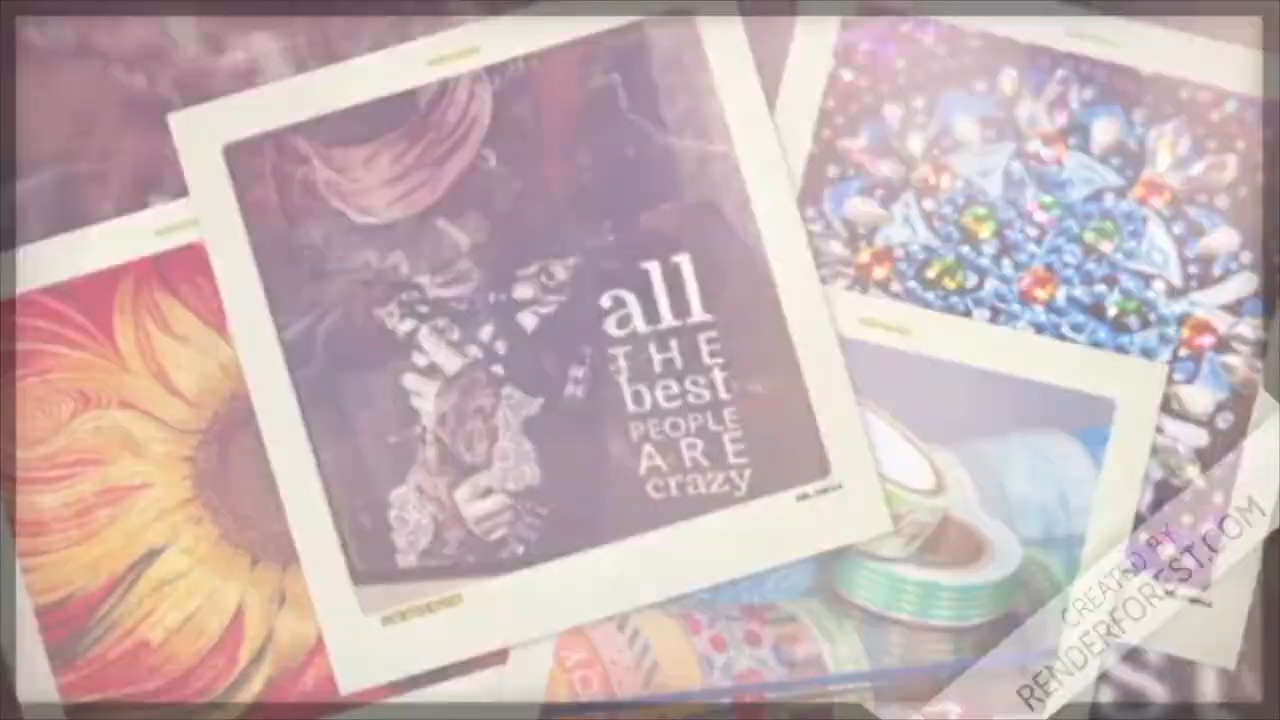 all
THE
best
PEOPLE
ARE
crazy
CREATED BY
RENDERFOREST.COM